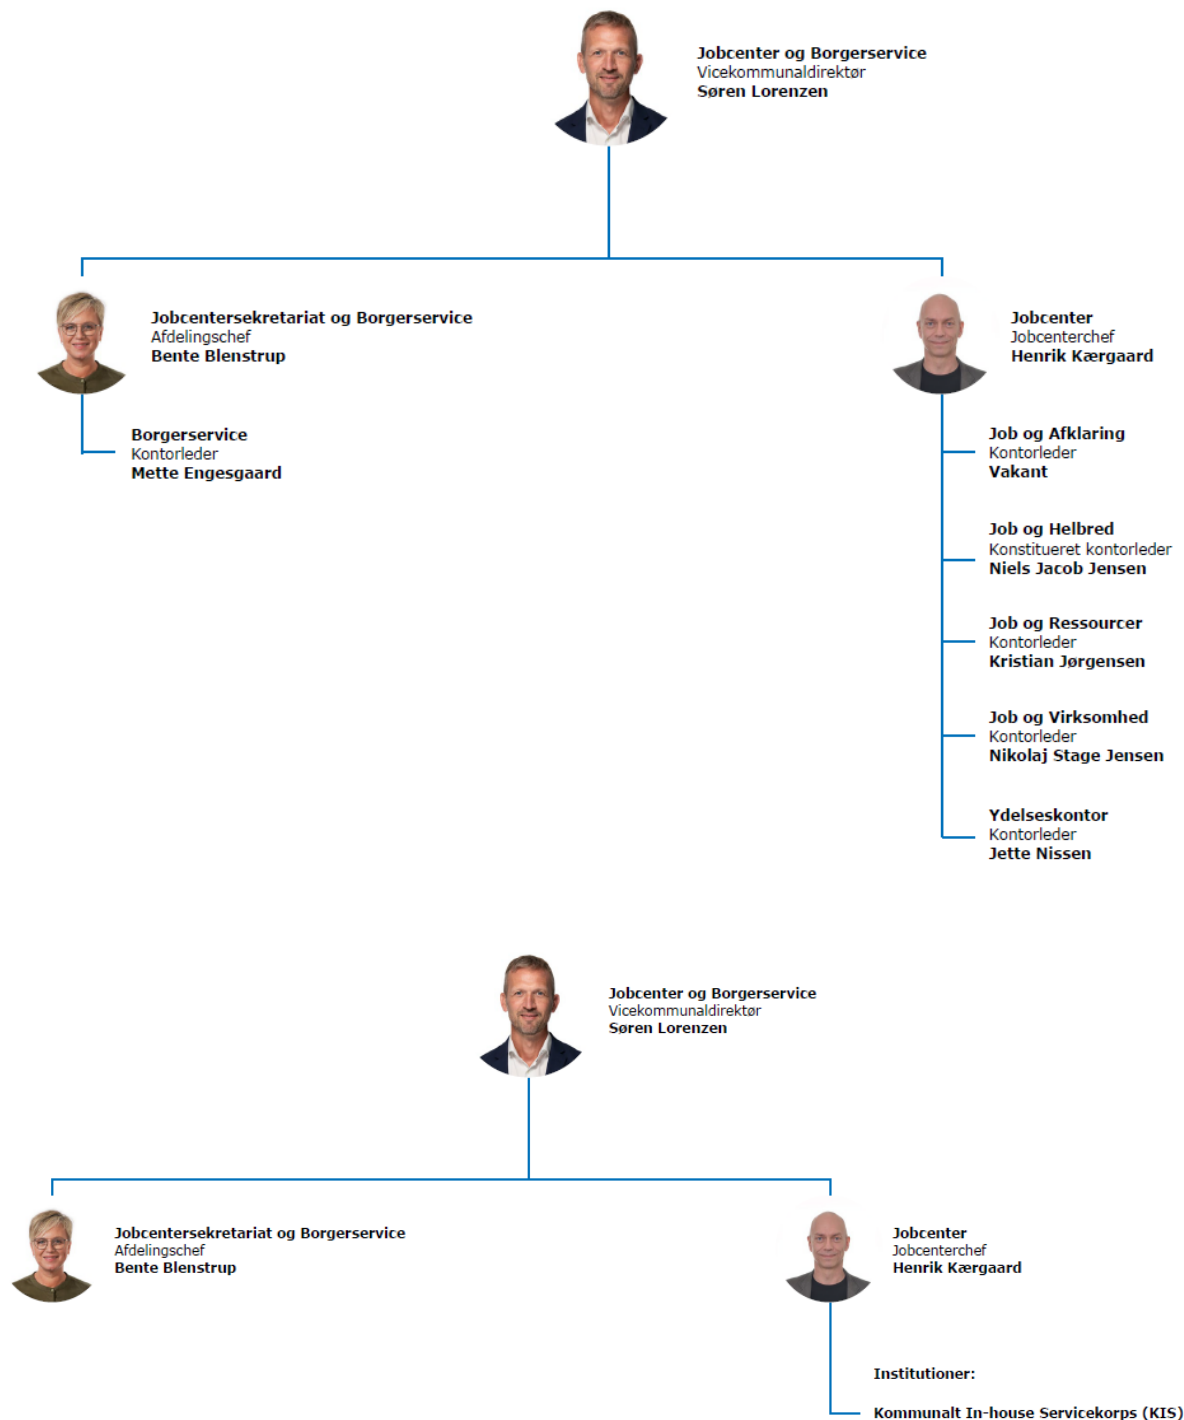 Jobcenter og Borgerservice
Vicekommunaldirektør
Søren Lorenzen
Jobcentersekretariat og Borgerservice
Afdelingschef
Bente Blenstrup
Jobcenter
Jobcenterchef
Henrik Kærgaard
Borgerservice
Kontorleder
Mette Engesgaard
Job og Afklaring
Kontorleder
Vakant
Job og Helbred
Konstitueret kontorleder
Niels Jacob Jensen
Job og Ressourcer
Kontorleder
Kristian Jørgensen
Job og Virksomhed
Kontorleder
Nikolaj Stage Jensen
Ydelseskontor
Kontorleder
Jette Nissen
Jobcenter og Borgerservice
Vicekommunaldirektør
Søren Lorenzen
Jobcentersekretariat og Borgerservice
Afdelingschef
Bente Blenstrup
Jobcenter
Jobcenterchef
Henrik Kærgaard
Institutioner:
Kommunalt In-house Servicekorps (KIS)